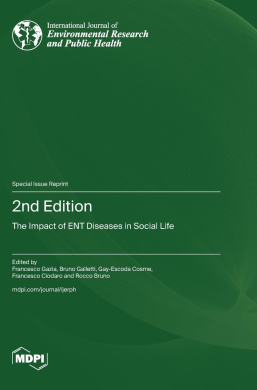 International Journal of
Environmental Research
and Public Health
Special Issue Reprint
2nd Edition
The Impact of ENT Diseases in Social Life
Edited by
Francesco Gazia, Bruno Galletti, Gay-Escoda Cosme,
Francesco Ciodaro and Rocco Bruno
mdpi.com/journal/ijerph
MDPI